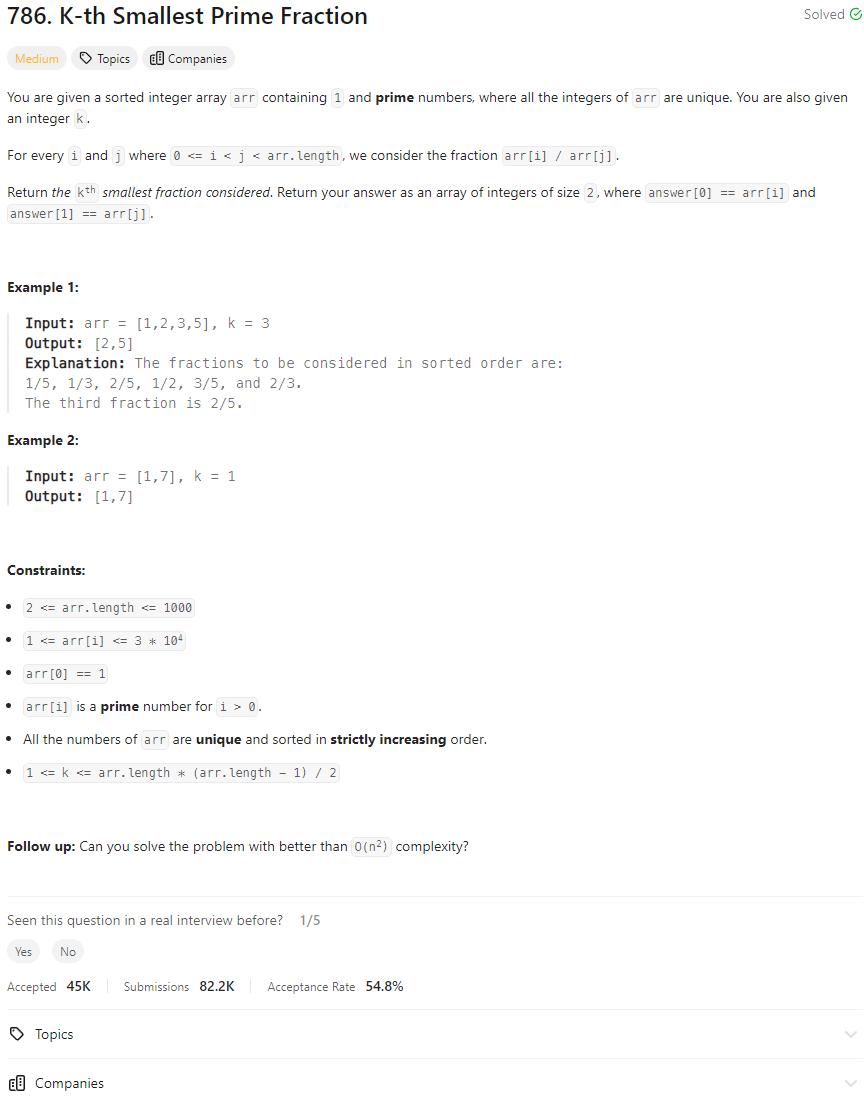 786. K-th Smallest Prime Fraction
Solved
Medium Topics Companies
You are given a sorted integer array arr containing 1 and prime numbers, where all the integers of arr are unique. You are also given
an integer k.
For every i and j where 0 <= i < j < arr.length, we consider the fraction arr[i] / arr[j].
Return the kth smallest fraction considered. Return your answer as an array of integers of size 2, where answer[0] == arr[i] and
answer[1] == arr[j].
Example 1:
Input: arr = [1,2,3,5], k = 3
Output: [2,5]
Explanation: The fractions to be considered in sorted order are:
1/5, 1/3, 2/5, 1/2, 3/5, and 2/3.
The third fraction is 2/5.
Example 2:
Input: arr = [1,7], k = 1
Output: [1,7]
Constraints:
• 2 <= arr.length <= 1000
• 1 <= arr[i] <= 3 * 10⁴
• arr[0] == 1
• arr[i] is a prime number for i > 0.
• All the numbers of arr are unique and sorted in strictly increasing order.
• 1 <= k <= arr.length * (arr.length - 1) / 2
Follow up: Can you solve the problem with better than O(n²) complexity?
Seen this question in a real interview before? 1/5
Yes No
Accepted 45K Submissions 82.2K Acceptance Rate 54.8%
Topics
Companies